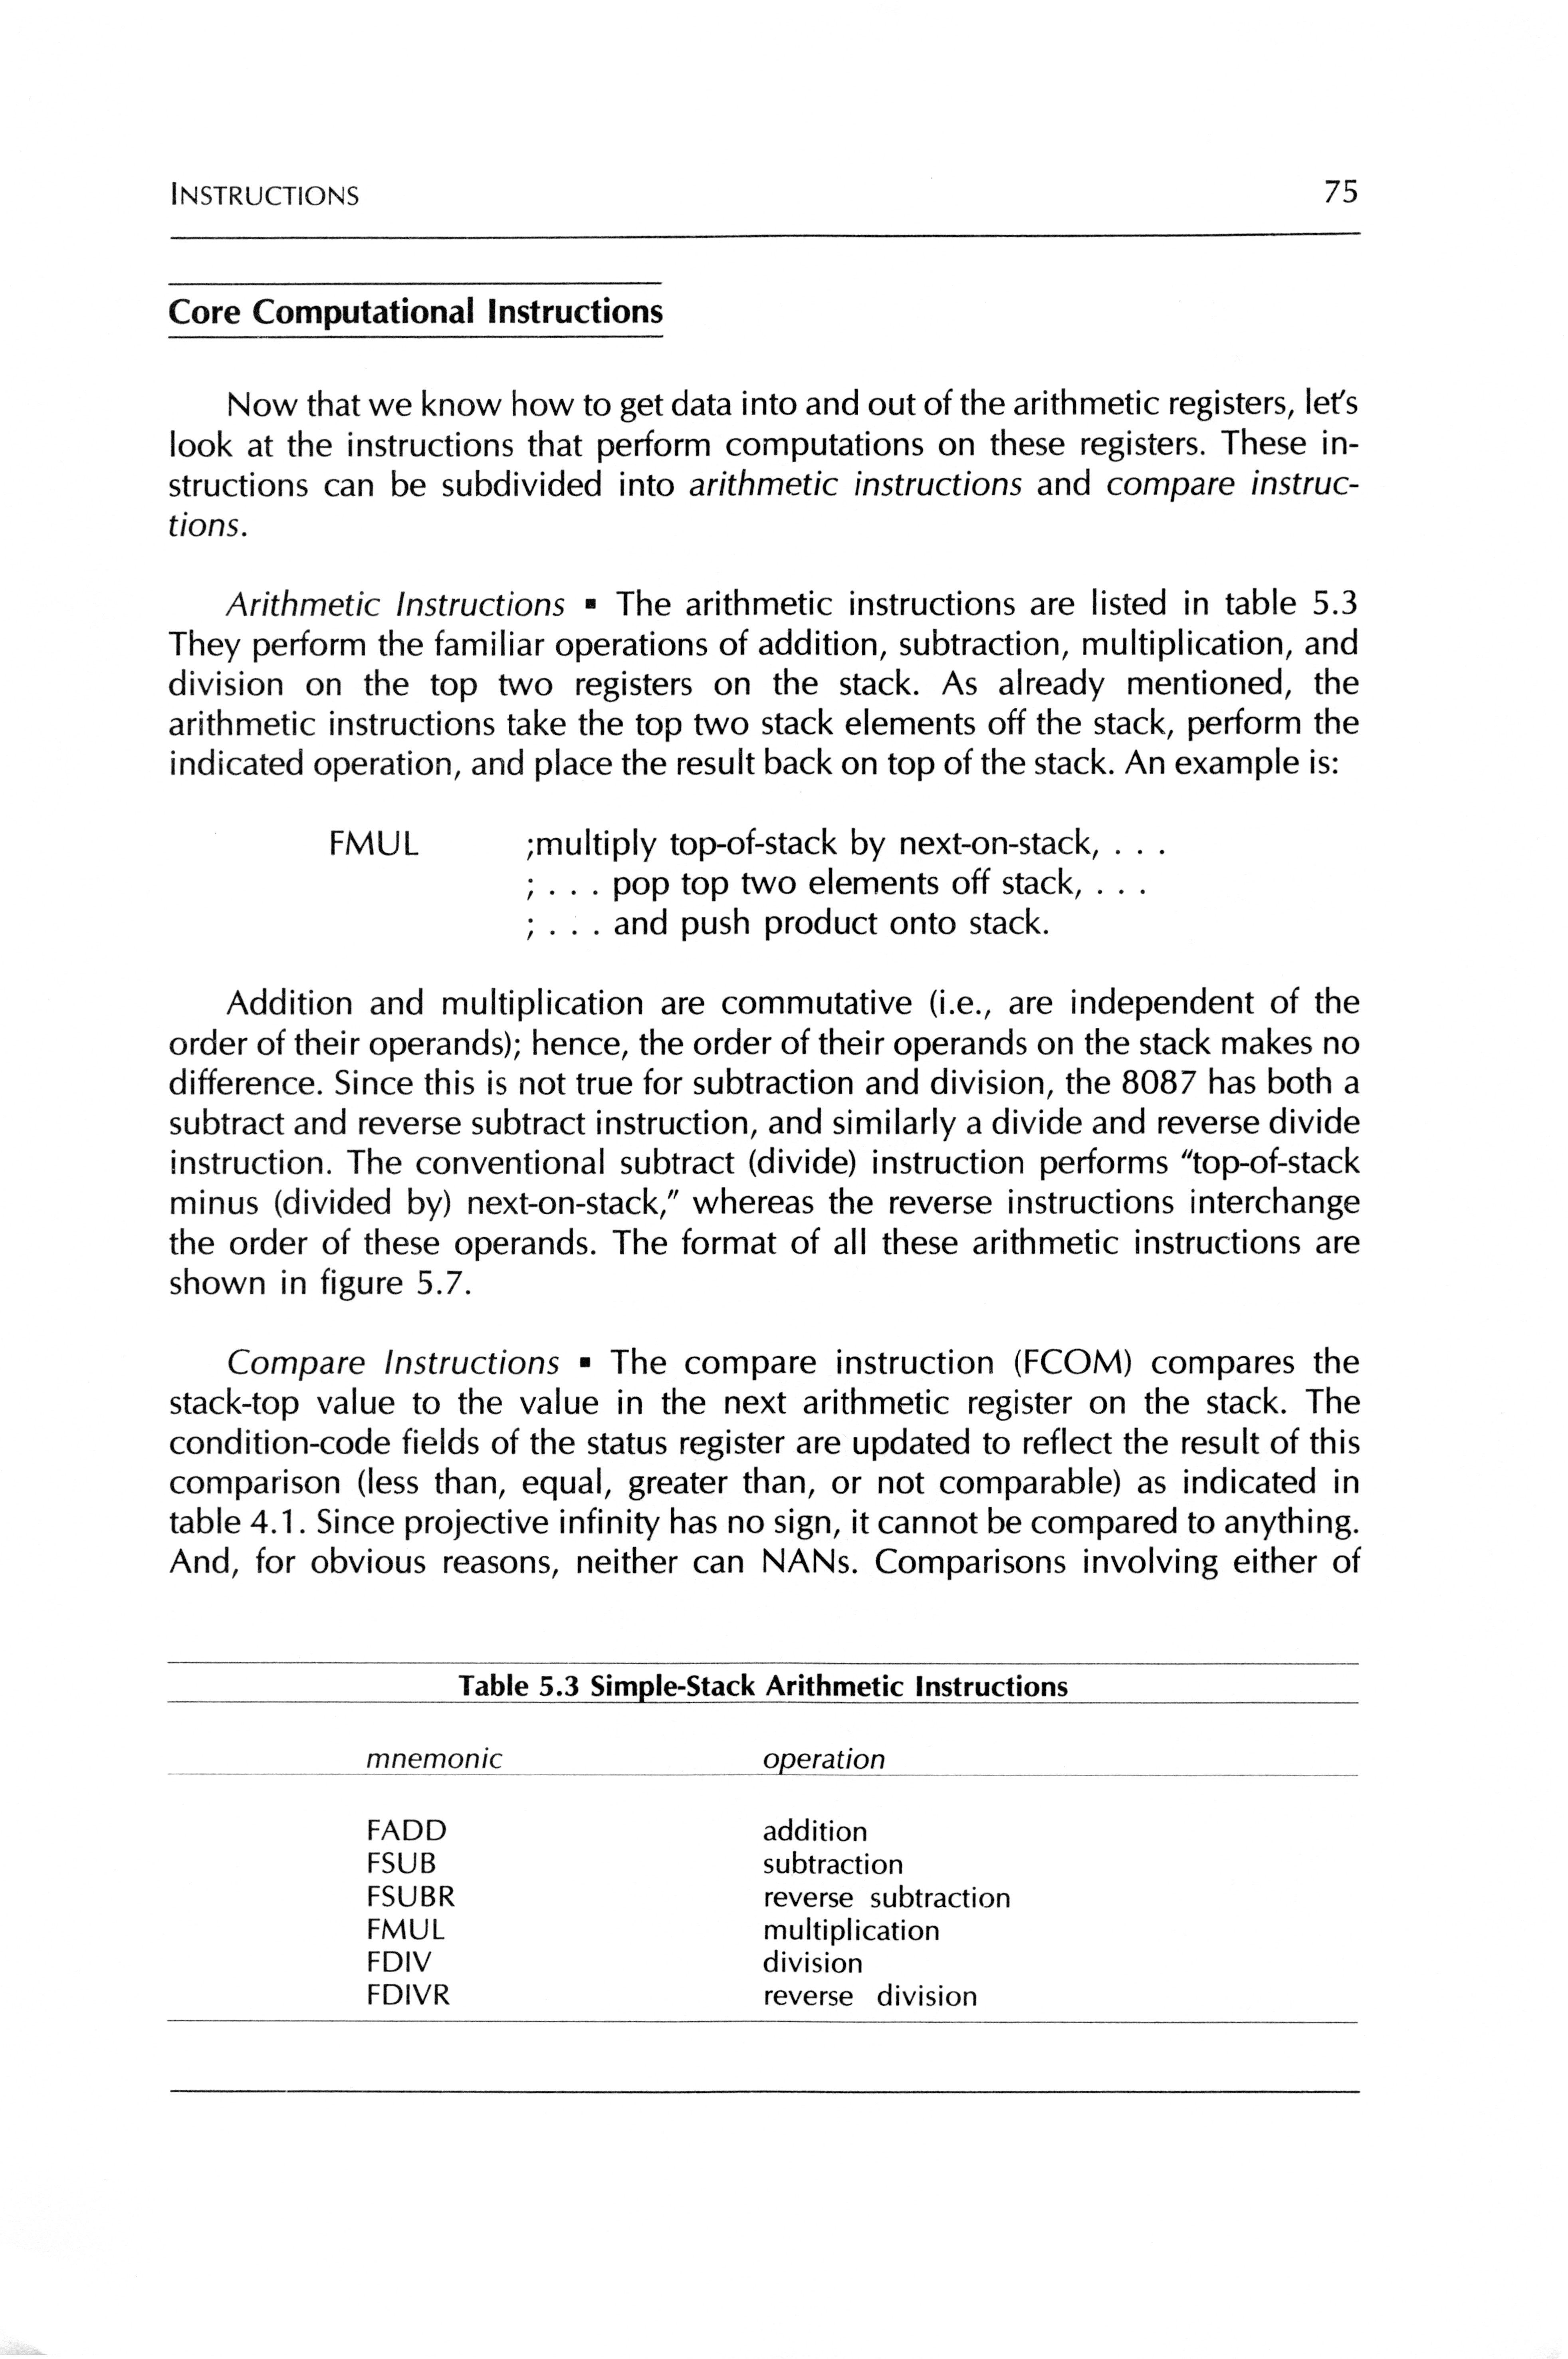 INSTRUCTIONS 75
Core Computational Instructions
Now that we know how to get data into and out of the arithmetic registers, let's
look at the instructions that perform computations on these registers. These in-
structions can be subdivided into arithmetic instructions and compare instruc-
tions.
Arithmetic Instructions ▪ The arithmetic instructions are listed in table 5.3
They perform the familiar operations of addition, subtraction, multiplication, and
division on the top two registers on the stack. As already mentioned, the
arithmetic instructions take the top two stack elements off the stack, perform the
indicated operation, and place the result back on top of the stack. An example is:
FMUL ;multiply top-of-stack by next-on-stack, . . .
; . . . pop top two elements off stack, . . .
; . . . and push product onto stack.
Addition and multiplication are commutative (i.e., are independent of the
order of their operands); hence, the order of their operands on the stack makes no
difference. Since this is not true for subtraction and division, the 8087 has both a
subtract and reverse subtract instruction, and similarly a divide and reverse divide
instruction. The conventional subtract (divide) instruction performs "top-of-stack
minus (divided by) next-on-stack," whereas the reverse instructions interchange
the order of these operands. The format of all these arithmetic instructions are
shown in figure 5.7.
Compare Instructions ▪ The compare instruction (FCOM) compares the
stack-top value to the value in the next arithmetic register on the stack. The
condition-code fields of the status register are updated to reflect the result of this
comparison (less than, equal, greater than, or not comparable) as indicated in
table 4.1. Since projective infinity has no sign, it cannot be compared to anything.
And, for obvious reasons, neither can NANs. Comparisons involving either of
Table 5.3 Simple-Stack Arithmetic Instructions
mnemonic operation
FADD addition
FSUB subtraction
FSUBR reverse subtraction
FMUL multiplication
FDIV division
FDIVR reverse division